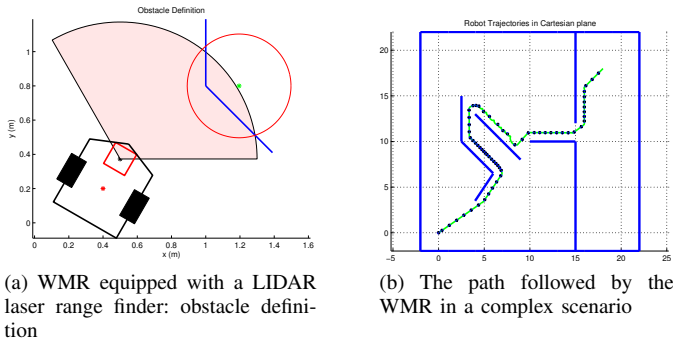 Obstacle Definition
y (m)
1
0.8
0.6
0.4
0.2
0
0 0.2 0.4 0.6 0.8 1 1.2 1.4 1.6
x (m)
(a) WMR equipped with a LIDAR
laser range finder: obstacle defini-
tion
Robot Trajectories in Cartesian plane
20
15
10
5
0
−5 0 5 10 15 20 25
(b) The path followed by the
WMR in a complex scenario